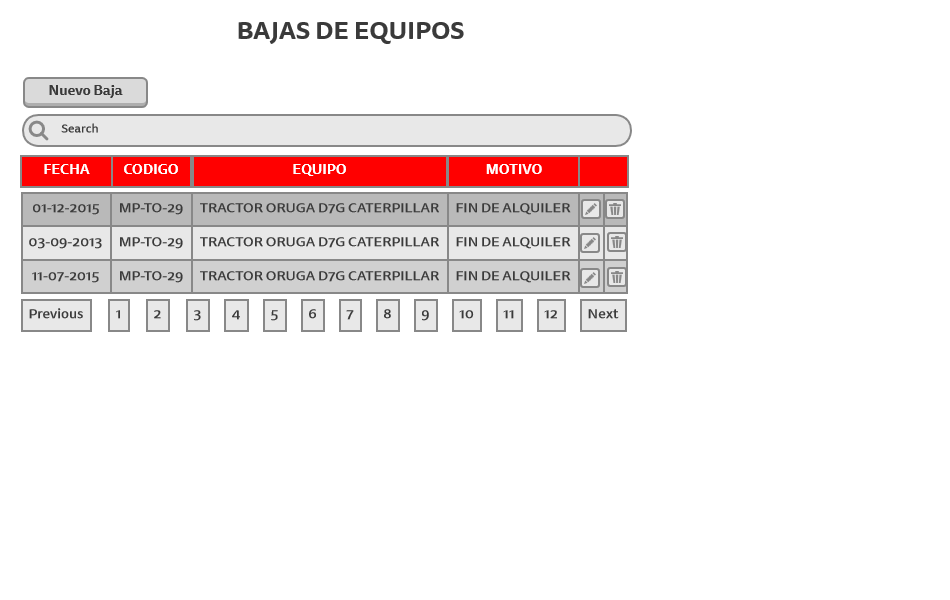 BAJAS DE EQUIPOS
Nuevo Baja
Search
FECHA CODIGO EQUIPO MOTIVO
01-12-2015 MP-TO-29 TRACTOR ORUGA D7G CATERPILLAR FIN DE ALQUILER
03-09-2013 MP-TO-29 TRACTOR ORUGA D7G CATERPILLAR FIN DE ALQUILER
11-07-2015 MP-TO-29 TRACTOR ORUGA D7G CATERPILLAR FIN DE ALQUILER
Previous 1 2 3 4 5 6 7 8 9 10 11 12 Next